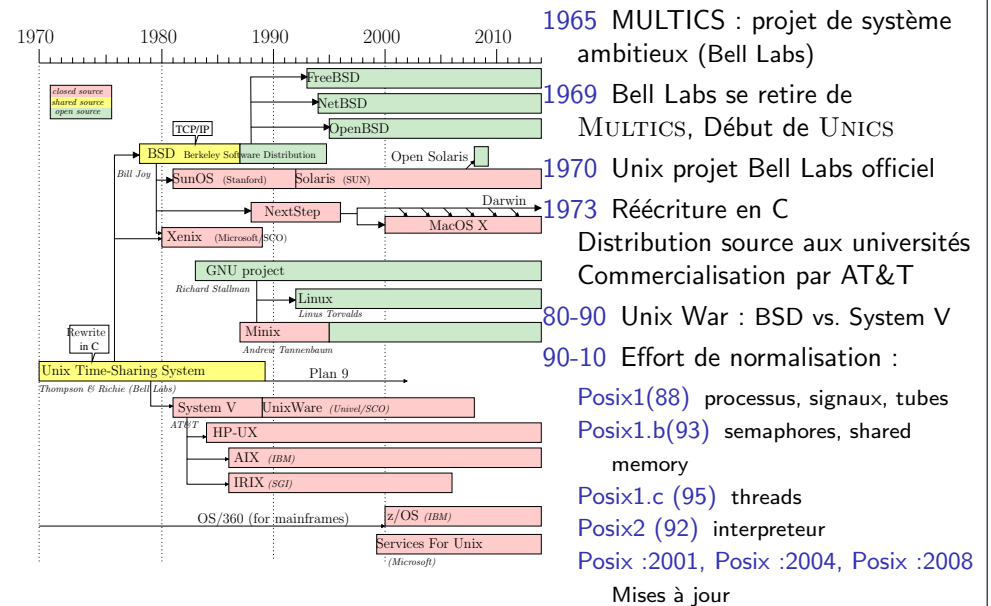 1970 1980 1990 2000 2010
closed source
shared source
open source
FreeBSD
NetBSD
OpenBSD
TCP/IP
BSD Berkeley Software Distribution
Bill Joy
Open Solaris
SunOS (Stanford) Solaris (SUN)
NextStep
Darwin
MacOS X
Xenix (Microsoft/SCO)
GNU project
Richard Stallman
Linux
Linus Torvalds
Minix
Andrew Tannenbaum
Rewrite
in C
Unix Time-Sharing System
Thompson & Richie (Bell Labs)
Plan 9
System V UnixWare (Univel/SCO)
AT&T
HP-UX
AIX (IBM)
IRIX (SGI)
OS/360 (for mainframes)
z/OS (IBM)
Services For Unix
(Microsoft)
1965 MULTICS : projet de système
ambitieux (Bell Labs)
1969 Bell Labs se retire de
MULTICS, Début de UNICS
1970 Unix projet Bell Labs officiel
1973 Réécriture en C
Distribution source aux universités
Commercialisation par AT&T
80-90 Unix War : BSD vs. System V
90-10 Effort de normalisation :
Posix1(88) processus, signaux, tubes
Posix1.b(93) semaphores, shared
memory
Posix1.c (95) threads
Posix2 (92) interpreteur
Posix :2001, Posix :2004, Posix :2008
Mises à jour